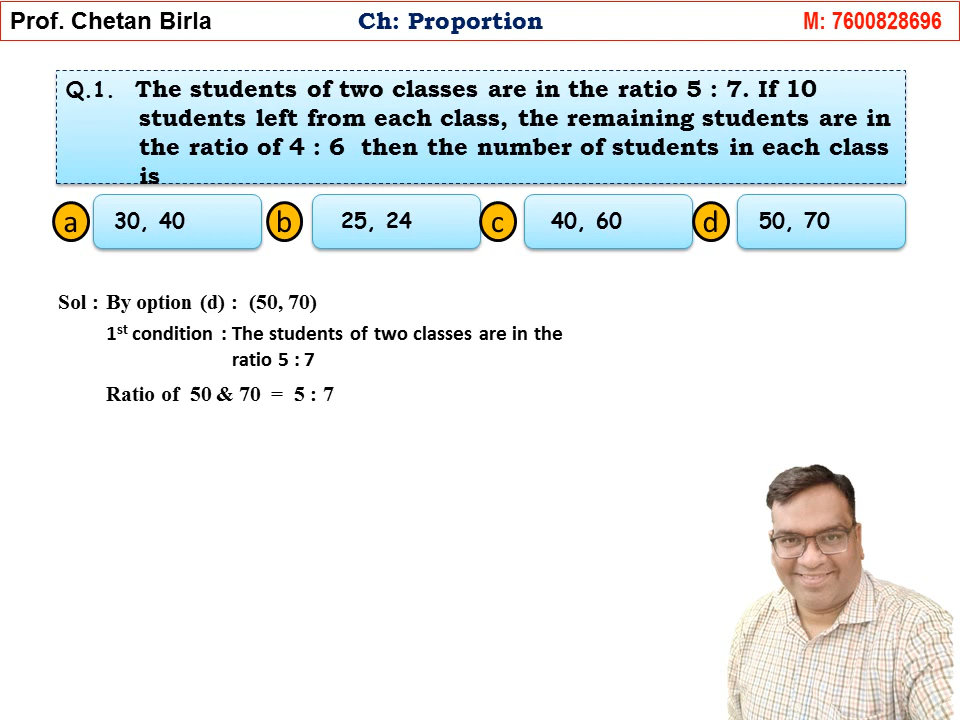 Prof. Chetan Birla Ch: Proportion M: 7600828696
Q.1. The students of two classes are in the ratio 5 : 7. If 10
students left from each class, the remaining students are in
the ratio of 4 : 6 then the number of students in each class
is
a 30, 40 b 25, 24 c 40, 60 d 50, 70
Sol : By option (d) : (50, 70)
1st condition : The students of two classes are in the
ratio 5 : 7
Ratio of 50 & 70 = 5 : 7